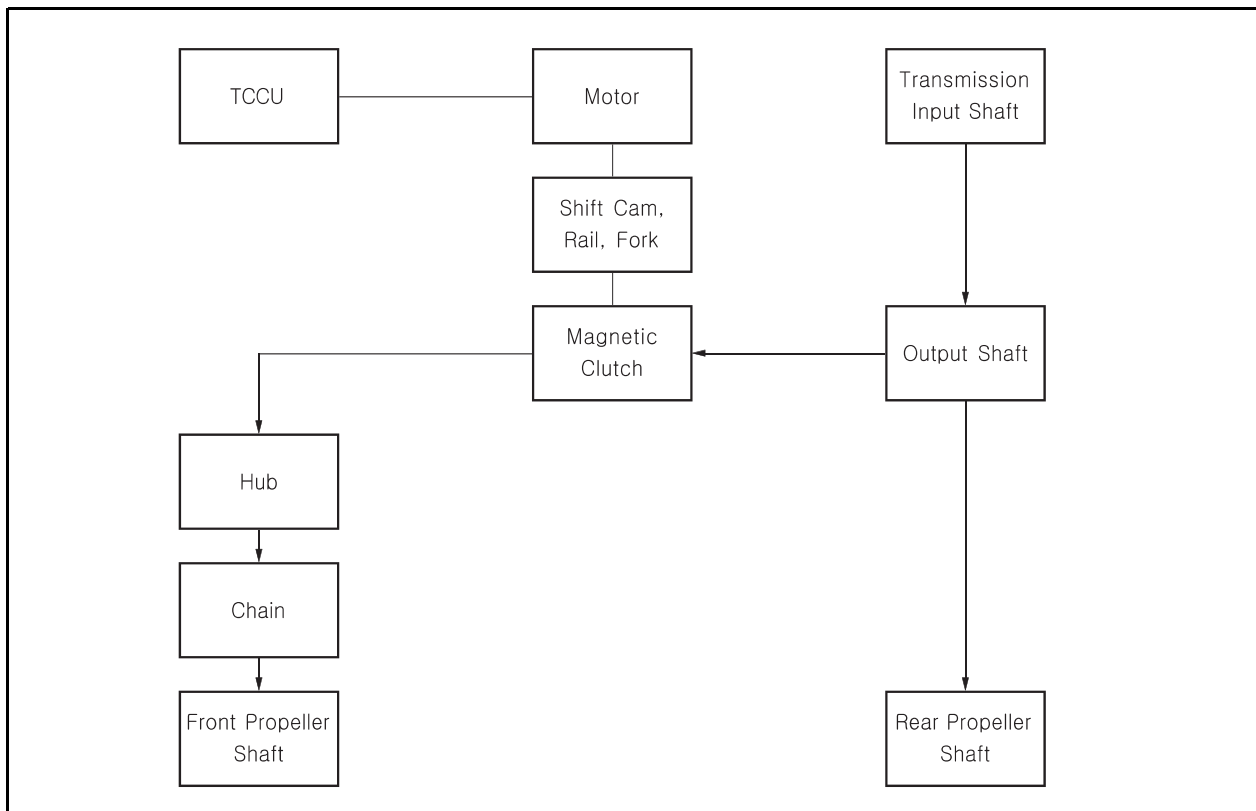 TCCU
Motor
Transmission
Input Shaft
Shift Cam,
Rail, Fork
Magnetic
Clutch
Output Shaft
Hub
Chain
Front Propeller
Shaft
Rear Propeller
Shaft